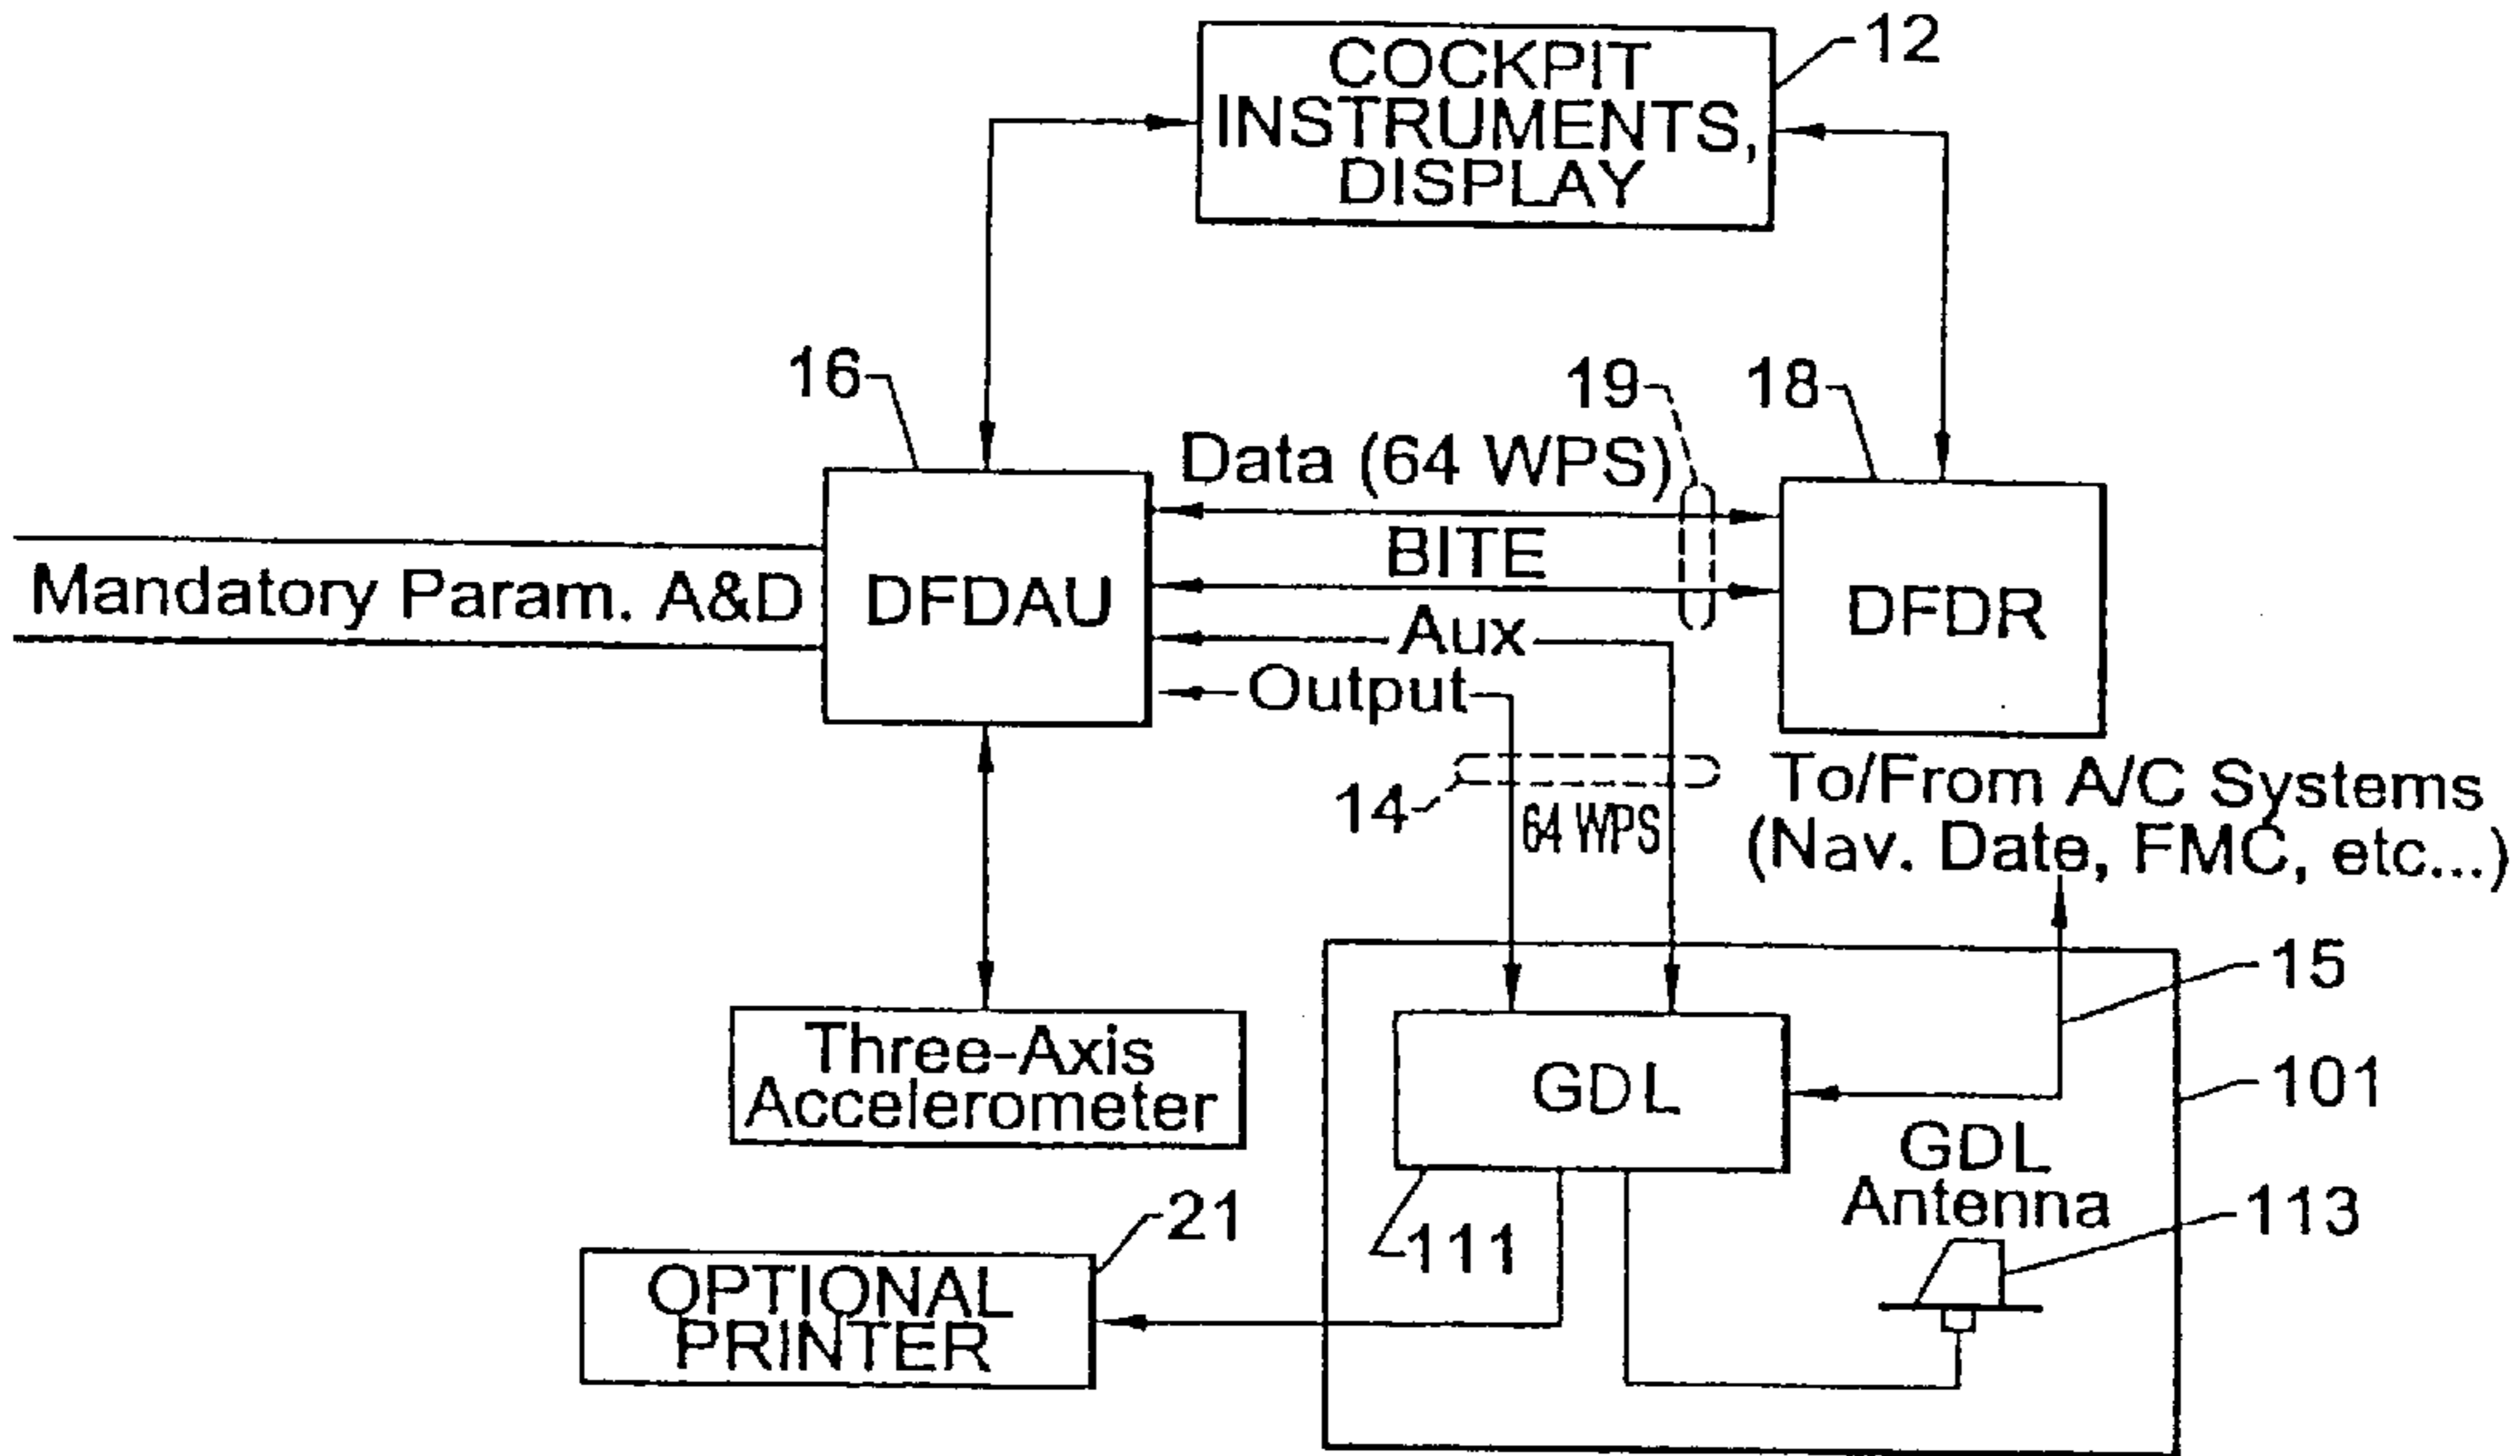 12
COCKPIT
INSTRUMENTS,
DISPLAY
16
19
18
Data (64 WPS)
BITE
Mandatory Param. A&D
DFDAU
DFDR
Aux
Output
14
64 WPS
To/From A/C Systems
(Nav. Date, FMC, etc...)
15
Three-Axis
Accelerometer
GDL
101
GDL
Antenna
113
111
21
OPTIONAL
PRINTER